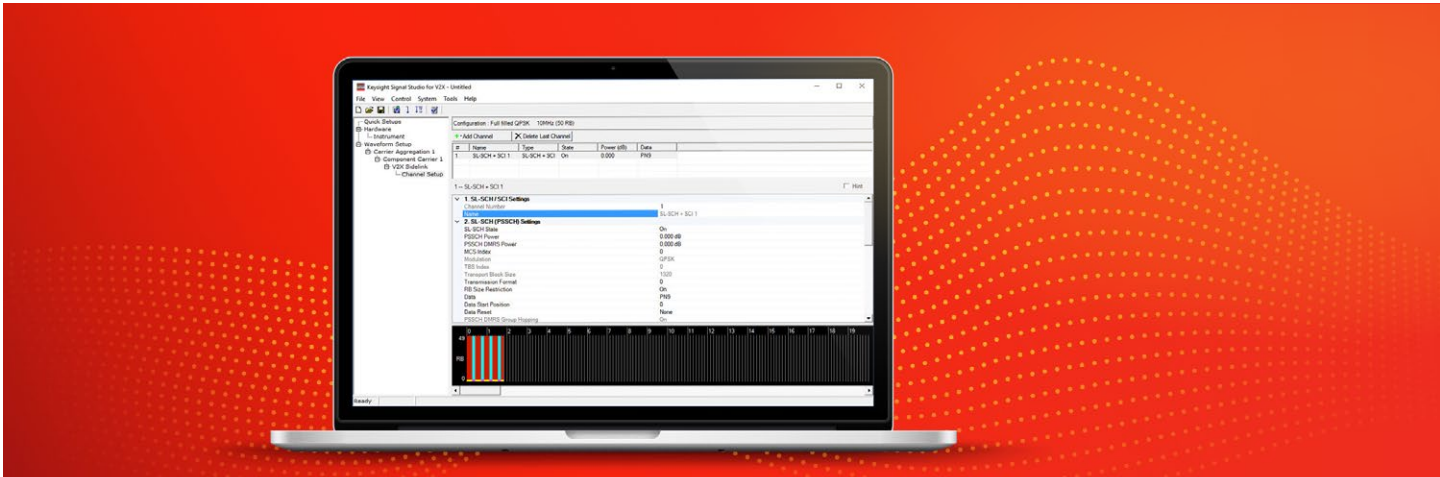 Keysight Signal Studio for V2X - Untitled
File View Control System Tools Help
Quick Setups
Hardware
Instrument
Waveform Setup
Carrier Aggregation 1
Component Carrier 1
V2X Sidelink
Channel Setup
Configuration : Full filled QPSK 10MHz (50 RB)
Add Channel Delete Last Channel
# Name Type State Power (dB) Data
1 SL-SCH + SCI 1 SL-SCH + SCI On 0.000 PN9
1 -- SL-SCH + SCI 1 Hint
1. SL-SCH / SCI Settings
Channel Number 1
Name SL-SCH + SCI 1
2. SL-SCH (PSSCH) Settings
SL-SCH State On
PSSCH Power 0.000 dB
PSSCH DMRS Power 0.000 dB
MCS Index 0
Modulation QPSK
TBS Index 0
Transport Block Size 1320
Transmission Format 0
RB Size Restriction On
Data PN9
Data Start Position 0
Data Reset None
PSSCH DMRS Group Hopping On
0 1 2 3 4 5 6 7 8 9 10 11 12 13 14 15 16 17 18 19
49
RB
0
Ready